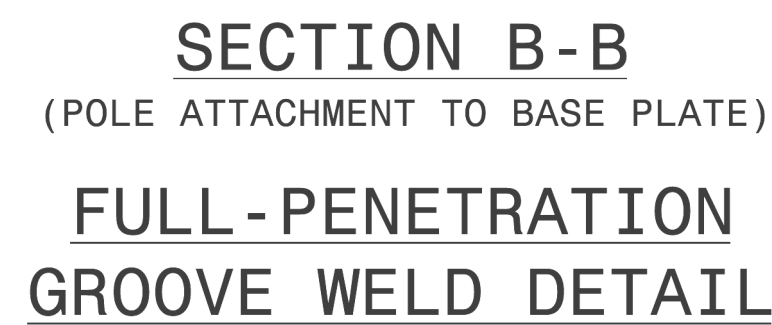 SECTION B-B
(POLE ATTACHMENT TO BASE PLATE)
FULL-PENETRATION
GROOVE WELD DETAIL